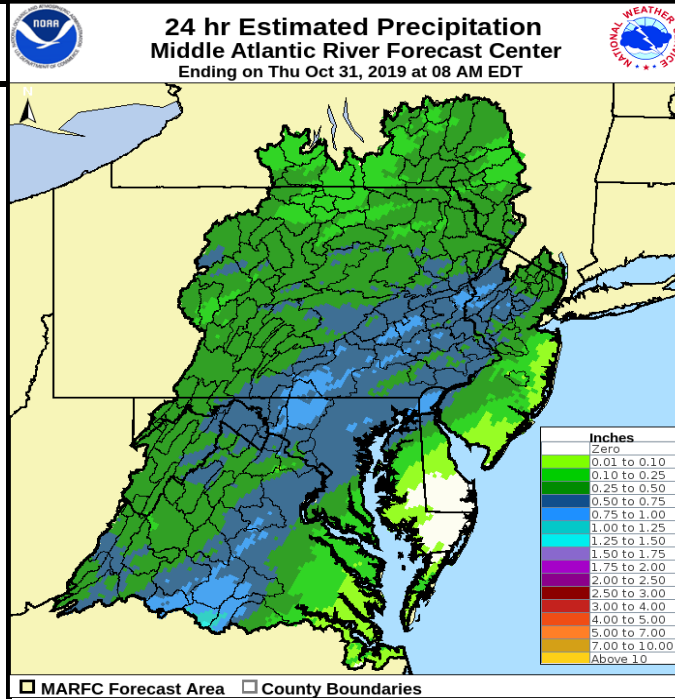 24 hr Estimated Precipitation
Middle Atlantic River Forecast Center
Ending on Thu Oct 31, 2019 at 08 AM EDT
NOAA
NATIONAL WEATHER SERVICE
N
Inches
Zero
0.01 to 0.10
0.10 to 0.25
0.25 to 0.50
0.50 to 0.75
0.75 to 1.00
1.00 to 1.25
1.25 to 1.50
1.50 to 1.75
1.75 to 2.00
2.00 to 2.50
2.50 to 3.00
3.00 to 4.00
4.00 to 5.00
5.00 to 7.00
7.00 to 10.00
Above 10
MARFC Forecast Area
County Boundaries